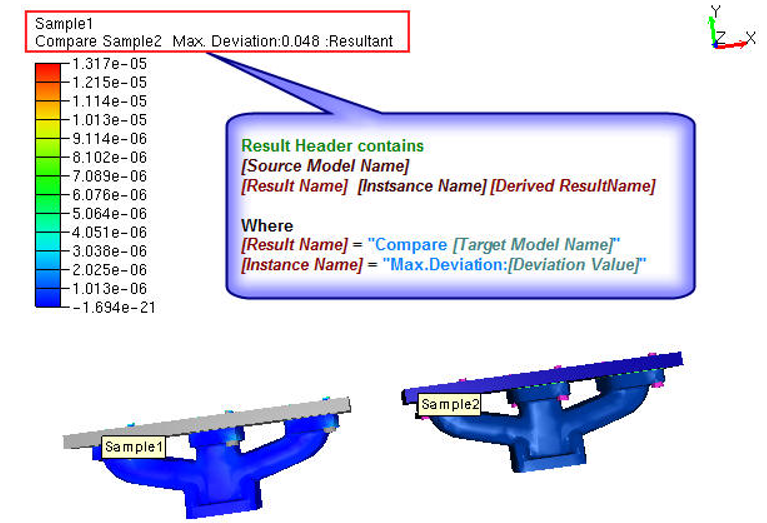 Sample1
Compare Sample2 Max. Deviation:0.048 :Resultant
Y
Z
X
1.317e-05
1.215e-05
1.114e-05
1.013e-05
9.114e-06
8.102e-06
7.089e-06
6.076e-06
5.064e-06
4.051e-06
3.038e-06
2.025e-06
1.013e-06
-1.694e-21
Result Header contains
[Source Model Name]
[Result Name] [Instsance Name] [Derived ResultName]
Where
[Result Name] = "Compare [Target Model Name]"
[Instance Name] = "Max.Deviation:[Deviation Value]"
Sample1
Sample2